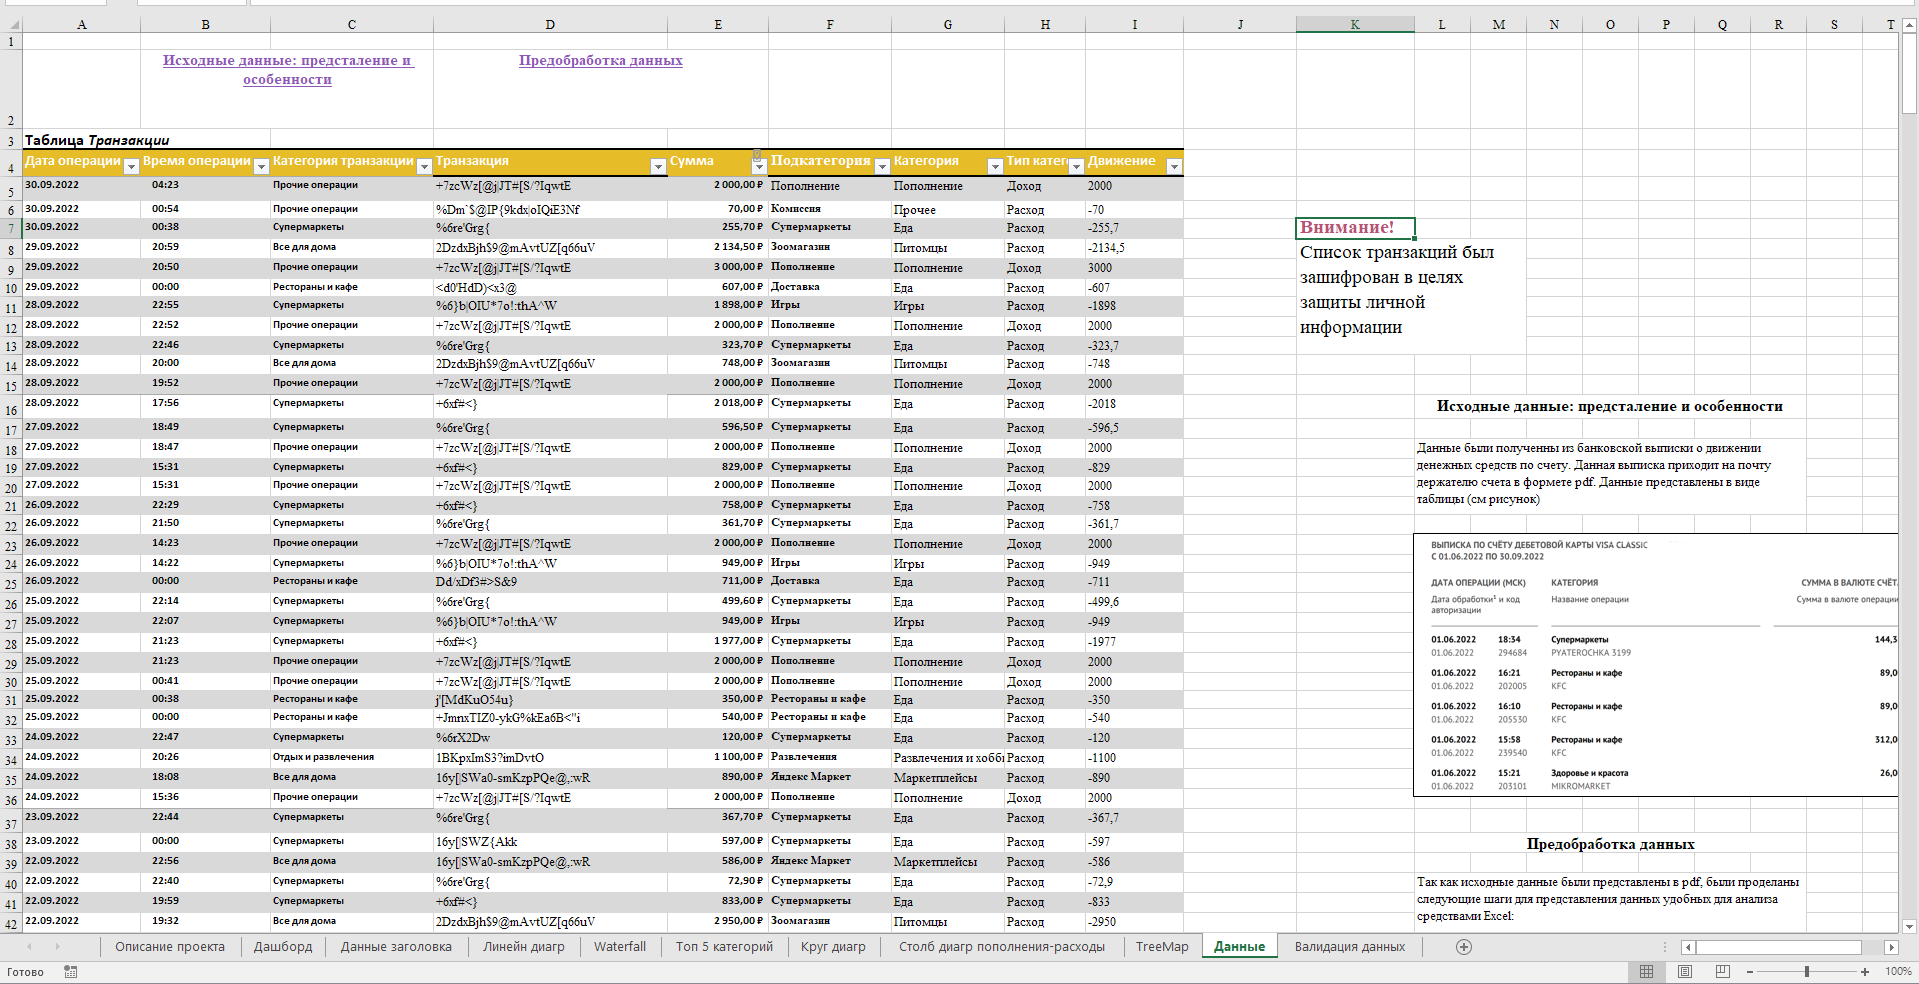 A B C D E F G H I J K L M N O P Q R S T
1
Исходные данные: предсталение и
особенности
Предобработка данных
2
3 Таблица Транзакции
4 Дата операции Время операции Категория транзакции Транзакция Сумма Подкатегория Категория Тип катег Движение
5 30.09.2022 04:23 Прочие операции +7zcWz[@j|JT#[S/?IqwtE 2 000,00 ₽ Пополнение Пополнение Доход 2000
6 30.09.2022 00:54 Прочие операции %Dm`$@IP{9kdx|oIQiE3Nf 70,00 ₽ Комиссия Прочее Расход -70
7 30.09.2022 00:38 Супермаркеты %6re'Grg{ 255,70 ₽ Супермаркеты Еда Расход -255,7
8 29.09.2022 20:59 Все для дома 2DzdxBjh$9@mAvtUZ[q66uV 2 134,50 ₽ Зоомагазин Питомцы Расход -2134,5
9 29.09.2022 20:50 Прочие операции +7zcWz[@j|JT#[S/?IqwtE 3 000,00 ₽ Пополнение Пополнение Доход 3000
10 29.09.2022 00:00 Рестораны и кафе <d0'HdD)<x3@ 607,00 ₽ Доставка Еда Расход -607
11 28.09.2022 22:55 Супермаркеты %6}b|OIU*7o!:thA^W 1 898,00 ₽ Игры Игры Расход -1898
12 28.09.2022 22:52 Прочие операции +7zcWz[@j|JT#[S/?IqwtE 2 000,00 ₽ Пополнение Пополнение Доход 2000
13 28.09.2022 22:46 Супермаркеты %6re'Grg{ 323,70 ₽ Супермаркеты Еда Расход -323,7
14 28.09.2022 20:00 Все для дома 2DzdxBjh$9@mAvtUZ[q66uV 748,00 ₽ Зоомагазин Питомцы Расход -748
15 28.09.2022 19:52 Прочие операции +7zcWz[@j|JT#[S/?IqwtE 2 000,00 ₽ Пополнение Пополнение Доход 2000
16 28.09.2022 17:56 Супермаркеты +6xf#<} 2 018,00 ₽ Супермаркеты Еда Расход -2018
17 27.09.2022 18:49 Супермаркеты %6re'Grg{ 596,50 ₽ Супермаркеты Еда Расход -596,5
18 27.09.2022 18:47 Прочие операции +7zcWz[@j|JT#[S/?IqwtE 2 000,00 ₽ Пополнение Пополнение Доход 2000
19 27.09.2022 15:31 Супермаркеты +6xf#<} 829,00 ₽ Супермаркеты Еда Расход -829
20 27.09.2022 15:31 Прочие операции +7zcWz[@j|JT#[S/?IqwtE 2 000,00 ₽ Пополнение Пополнение Доход 2000
21 26.09.2022 22:29 Супермаркеты +6xf#<} 758,00 ₽ Супермаркеты Еда Расход -758
22 26.09.2022 21:50 Супермаркеты %6re'Grg{ 361,70 ₽ Супермаркеты Еда Расход -361,7
23 26.09.2022 14:23 Прочие операции +7zcWz[@j|JT#[S/?IqwtE 2 000,00 ₽ Пополнение Пополнение Доход 2000
24 26.09.2022 14:22 Супермаркеты %6}b|OIU*7o!:thA^W 949,00 ₽ Игры Игры Расход -949
25 26.09.2022 00:00 Рестораны и кафе Dd/xDf3#>S&9 711,00 ₽ Доставка Еда Расход -711
26 25.09.2022 22:14 Супермаркеты %6re'Grg{ 499,60 ₽ Супермаркеты Еда Расход -499,6
27 25.09.2022 22:07 Супермаркеты %6}b|OIU*7o!:thA^W 949,00 ₽ Игры Игры Расход -949
28 25.09.2022 21:23 Супермаркеты +6xf#<} 1 977,00 ₽ Супермаркеты Еда Расход -1977
29 25.09.2022 21:23 Прочие операции +7zcWz[@j|JT#[S/?IqwtE 2 000,00 ₽ Пополнение Пополнение Доход 2000
30 25.09.2022 00:41 Прочие операции +7zcWz[@j|JT#[S/?IqwtE 2 000,00 ₽ Пополнение Пополнение Доход 2000
31 25.09.2022 00:38 Рестораны и кафе j'[MdKuO54u} 350,00 ₽ Рестораны и кафе Еда Расход -350
32 25.09.2022 00:00 Рестораны и кафе +JmnxTIZ0-ykG%kEa6B<"i 540,00 ₽ Рестораны и кафе Еда Расход -540
33 24.09.2022 22:47 Супермаркеты %6rX2Dw 120,00 ₽ Супермаркеты Еда Расход -120
34 24.09.2022 20:26 Отдых и развлечения 1BKpxImS3?imDvtO 1 100,00 ₽ Развлечения Развлечения и хобби Расход -1100
35 24.09.2022 18:08 Все для дома 16y[|SWa0-smKzpPQe@,:wR 890,00 ₽ Яндекс Маркет Маркетплейсы Расход -890
36 24.09.2022 15:36 Прочие операции +7zcWz[@j|JT#[S/?IqwtE 2 000,00 ₽ Пополнение Пополнение Доход 2000
37 23.09.2022 22:44 Супермаркеты %6re'Grg{ 367,70 ₽ Супермаркеты Еда Расход -367,7
38 23.09.2022 00:00 Супермаркеты 16y[|SWZ{Akk 597,00 ₽ Супермаркеты Еда Расход -597
39 22.09.2022 22:56 Все для дома 16y[|SWa0-smKzpPQe@,:wR 586,00 ₽ Яндекс Маркет Маркетплейсы Расход -586
40 22.09.2022 22:40 Супермаркеты %6re'Grg{ 72,90 ₽ Супермаркеты Еда Расход -72,9
41 22.09.2022 19:59 Супермаркеты +6xf#<} 833,00 ₽ Супермаркеты Еда Расход -833
42 22.09.2022 19:32 Все для дома 2DzdxBjh$9@mAvtUZ[q66uV 2 950,00 ₽ Зоомагазин Питомцы Расход -2950
Внимание!
Список транзакций был
зашифрован в целях
защиты личной
информации
Исходные данные: предсталение и особенности
Данные были полученны из банковской выписки о движении
денежных средств по счету. Данная выписка приходит на почту
держателю счета в формете pdf. Данные представлены в виде
таблицы (см рисунок)
ВЫПИСКА ПО СЧЁТУ ДЕБЕТОВОЙ КАРТЫ VISA CLASSIC
С 01.06.2022 ПО 30.09.2022
ДАТА ОПЕРАЦИИ (МСК) КАТЕГОРИЯ СУММА В ВАЛЮТЕ СЧЁТ
Дата обработки¹ и код Название операции Сумма в валюте операции
авторизации
01.06.2022 18:34 Супермаркеты 144,3
01.06.2022 294684 PYATEROCHKA 3199
01.06.2022 16:21 Рестораны и кафе 89,0
01.06.2022 202005 KFC
01.06.2022 16:10 Рестораны и кафе 89,0
01.06.2022 205530 KFC
01.06.2022 15:58 Рестораны и кафе 312,0
01.06.2022 239540 KFC
01.06.2022 15:21 Здоровье и красота 26,0
01.06.2022 203101 MIKROMARKET
Предобработка данных
Так как исходные данные были представлены в pdf, были проделаны
следующие шаги для представления данных удобных для анализа
средствами Excel:
Описание проекта Дашборд Данные заголовка Линейн диагр Waterfall Топ 5 категорий Круг диагр Столб диагр пополнения-расходы TreeMap Данные Валидация данных
Готово 100%